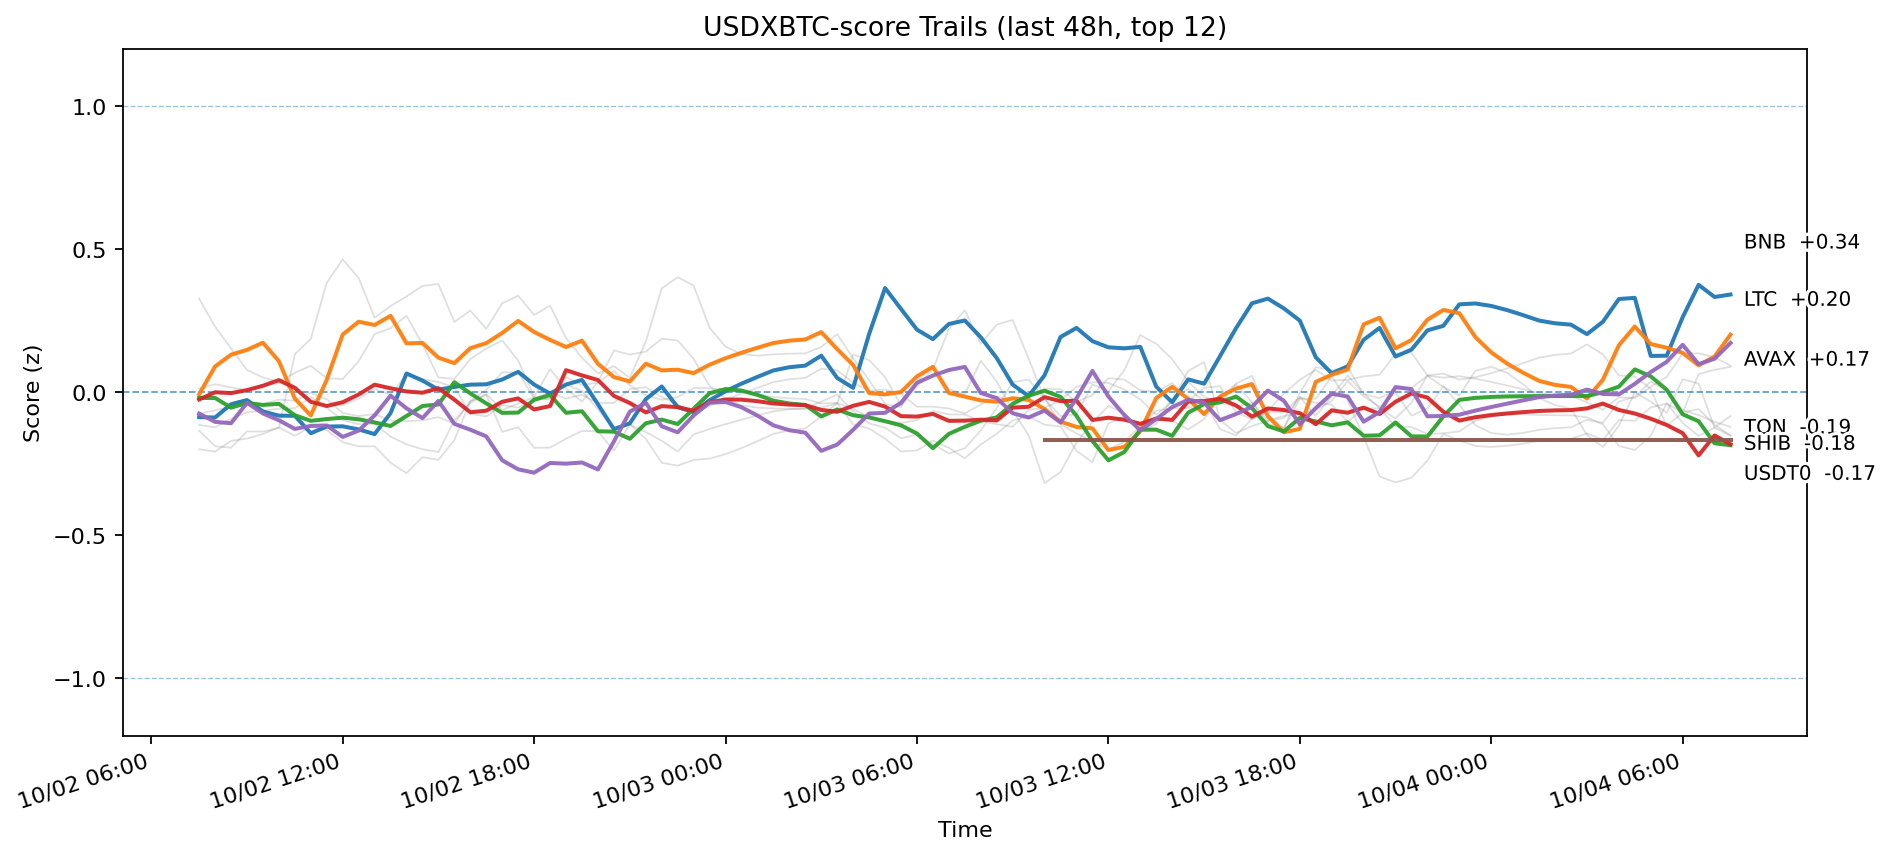 USDXBTC-score Trails (last 48h, top 12)
Score (z)
1.0
0.5
0.0
−0.5
−1.0
BNB +0.34
LTC +0.20
AVAX +0.17
TON -0.19
SHIB -0.18
USDT0 -0.17
10/02 06:00
10/02 12:00
10/02 18:00
10/03 00:00
10/03 06:00
10/03 12:00
10/03 18:00
10/04 00:00
10/04 06:00
Time